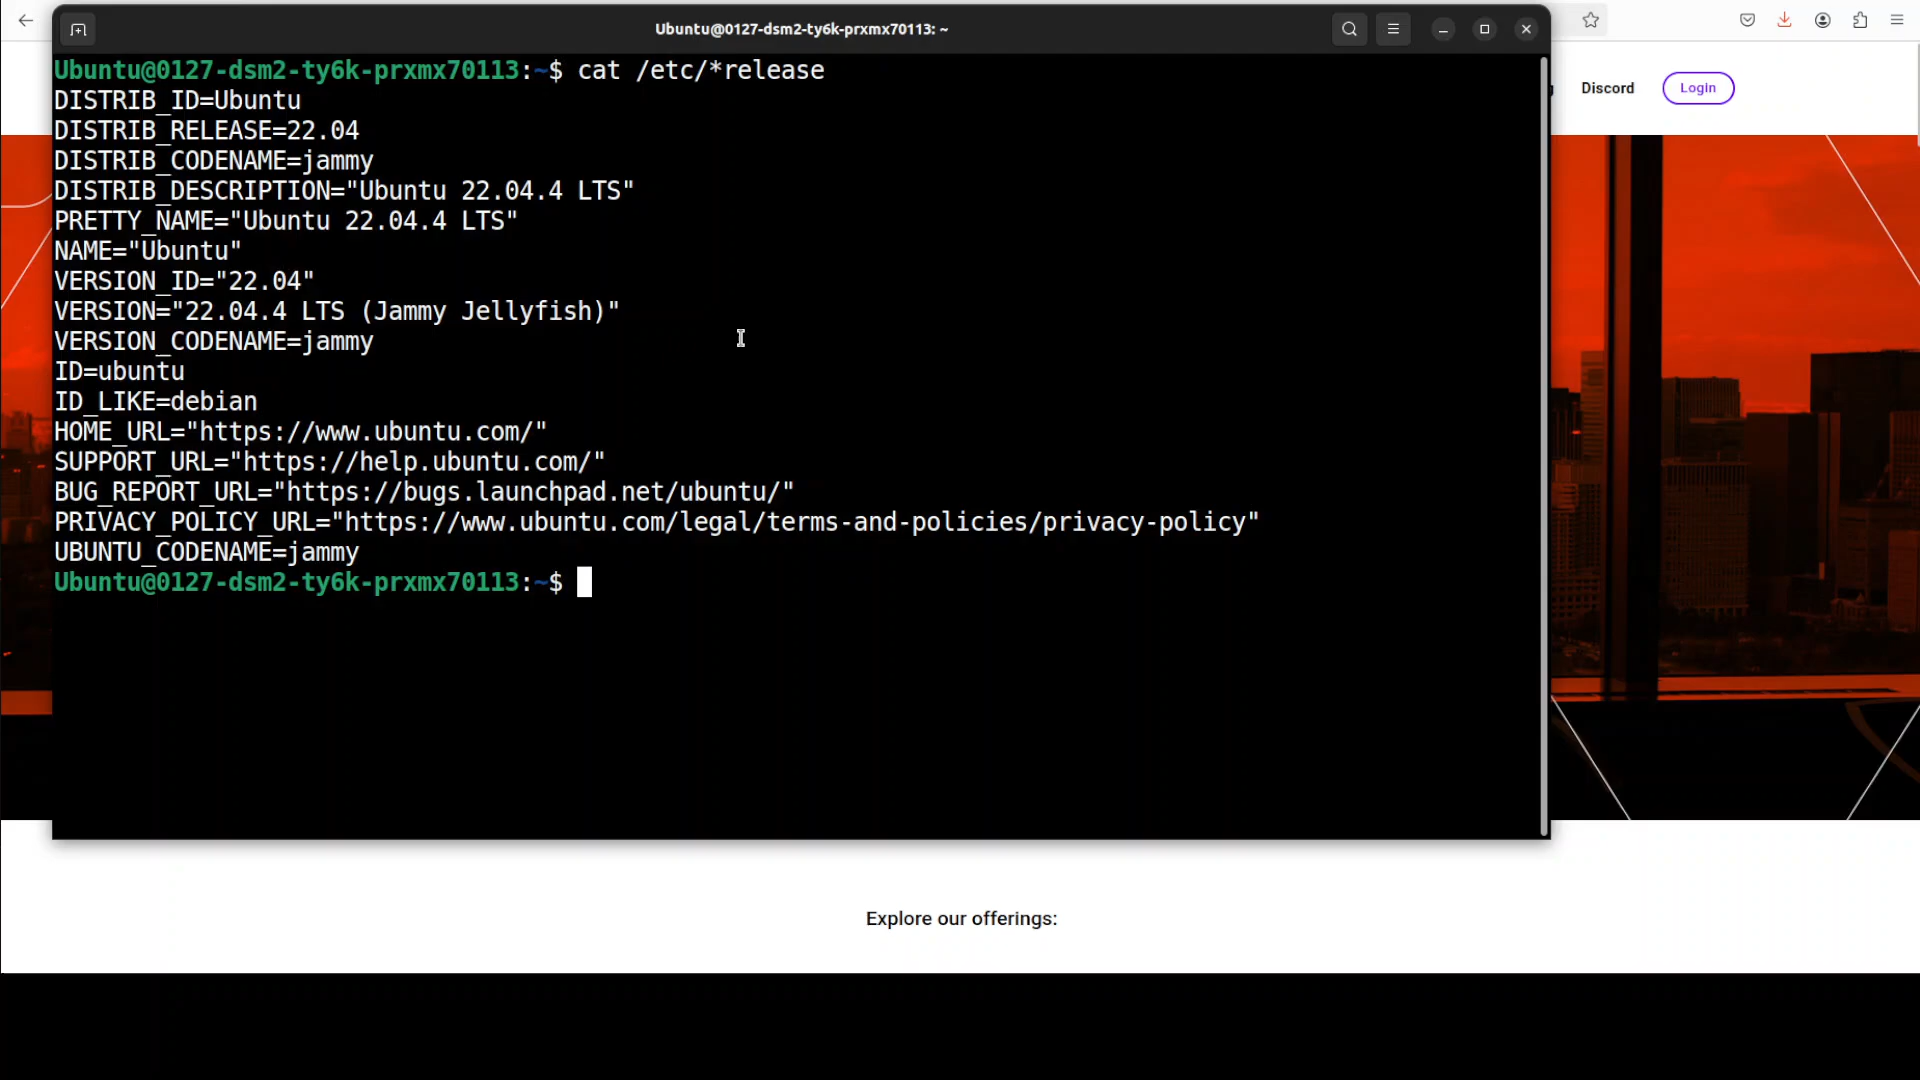 Ubuntu@0127-dsm2-ty6k-prxmx70113: ~
Ubuntu@0127-dsm2-ty6k-prxmx70113:~$ cat /etc/*release
DISTRIB_ID=Ubuntu
DISTRIB_RELEASE=22.04
DISTRIB_CODENAME=jammy
DISTRIB_DESCRIPTION="Ubuntu 22.04.4 LTS"
PRETTY_NAME="Ubuntu 22.04.4 LTS"
NAME="Ubuntu"
VERSION_ID="22.04"
VERSION="22.04.4 LTS (Jammy Jellyfish)"
VERSION_CODENAME=jammy
ID=ubuntu
ID_LIKE=debian
HOME_URL="https://www.ubuntu.com/"
SUPPORT_URL="https://help.ubuntu.com/"
BUG_REPORT_URL="https://bugs.launchpad.net/ubuntu/"
PRIVACY_POLICY_URL="https://www.ubuntu.com/legal/terms-and-policies/privacy-policy"
UBUNTU_CODENAME=jammy
Ubuntu@0127-dsm2-ty6k-prxmx70113:~$
Discord
Login
Explore our offerings: